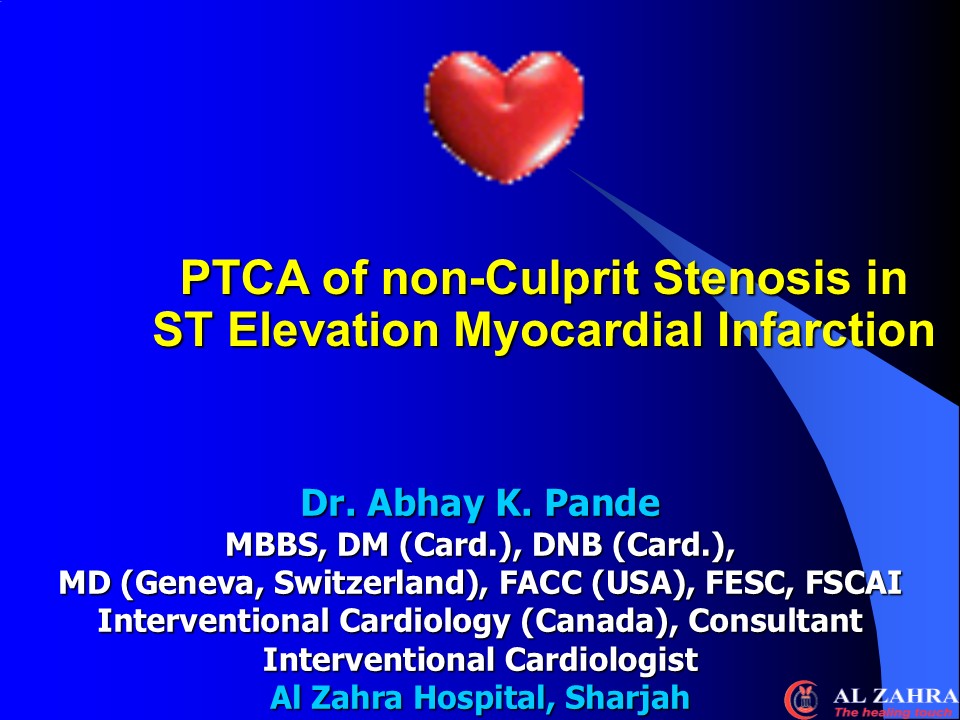 PTCA of non-Culprit Stenosis in
ST Elevation Myocardial Infarction
Dr. Abhay K. Pande
MBBS, DM (Card.), DNB (Card.),
MD (Geneva, Switzerland), FACC (USA), FESC, FSCAI
Interventional Cardiology (Canada), Consultant
Interventional Cardiologist
Al Zahra Hospital, Sharjah
AL ZAHRA
The healing touch